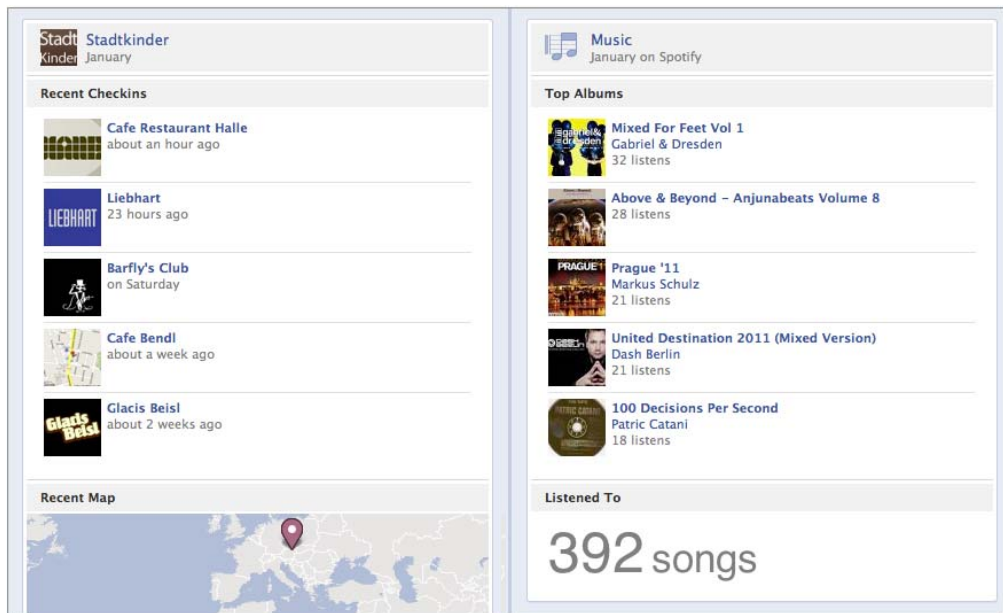 Stadt
Kinder
Stadtkinder
January
Recent Checkins
Cafe Restaurant Halle
about an hour ago
LIEBHART
Liebhart
23 hours ago
Barfly's Club
on Saturday
Cafe Bendl
about a week ago
Glacis
Beisl
Glacis Beisl
about 2 weeks ago
Recent Map
Music
January on Spotify
Top Albums
gabriel&
dresden
Mixed For Feet Vol 1
Gabriel & Dresden
32 listens
Above & Beyond – Anjunabeats Volume 8
28 listens
PRAGUE
Prague '11
Markus Schulz
21 listens
United Destination 2011 (Mixed Version)
Dash Berlin
21 listens
PATRIC CATANI
100 Decisions Per Second
Patric Catani
18 listens
Listened To
392 songs